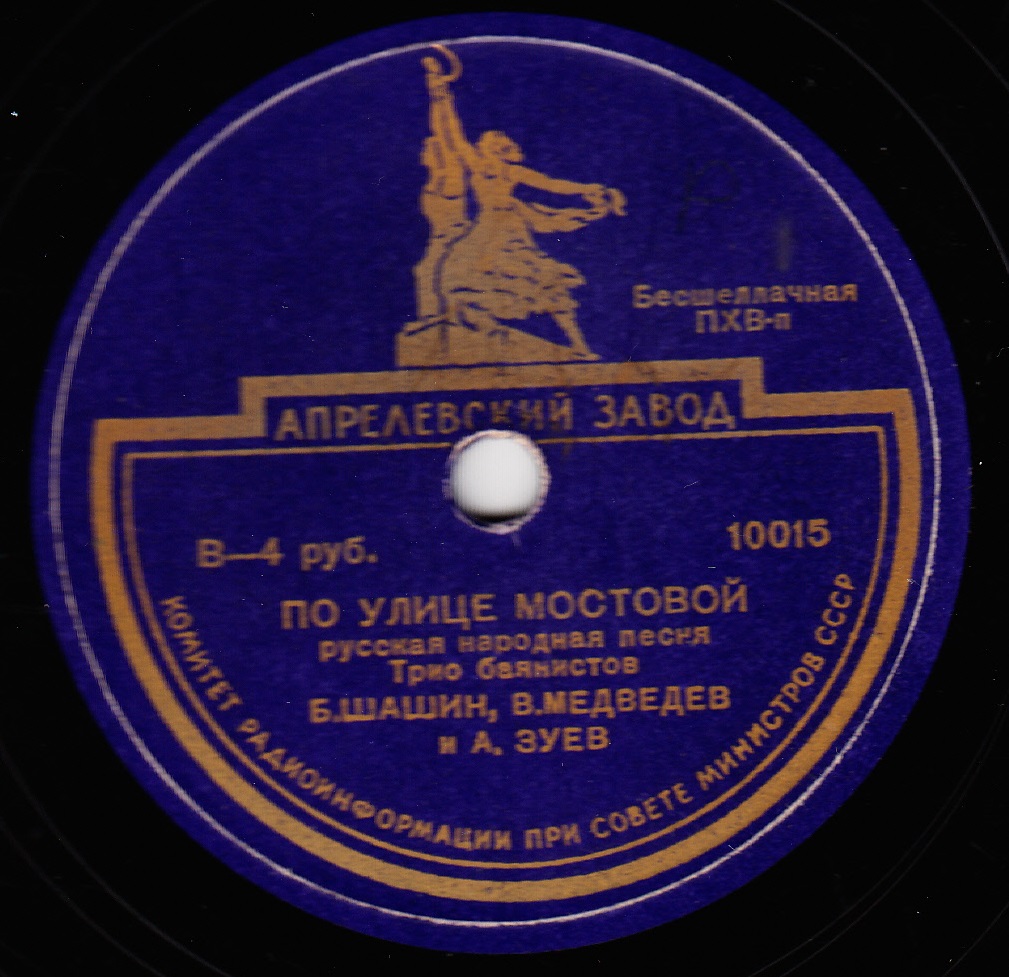 Бесшеллачная
ПХВ-п
АПРЕЛЕВСКИЙ ЗАВОД
В—4 руб.
10015
ПО УЛИЦЕ МОСТОВОЙ
русская народная песня
Трио баянистов
Б.ШАШИН, В.МЕДВЕДЕВ
и А. ЗУЕВ
КОМИТЕТ РАДИОИНФОРМАЦИИ ПРИ СОВЕТЕ МИНИСТРОВ СССР